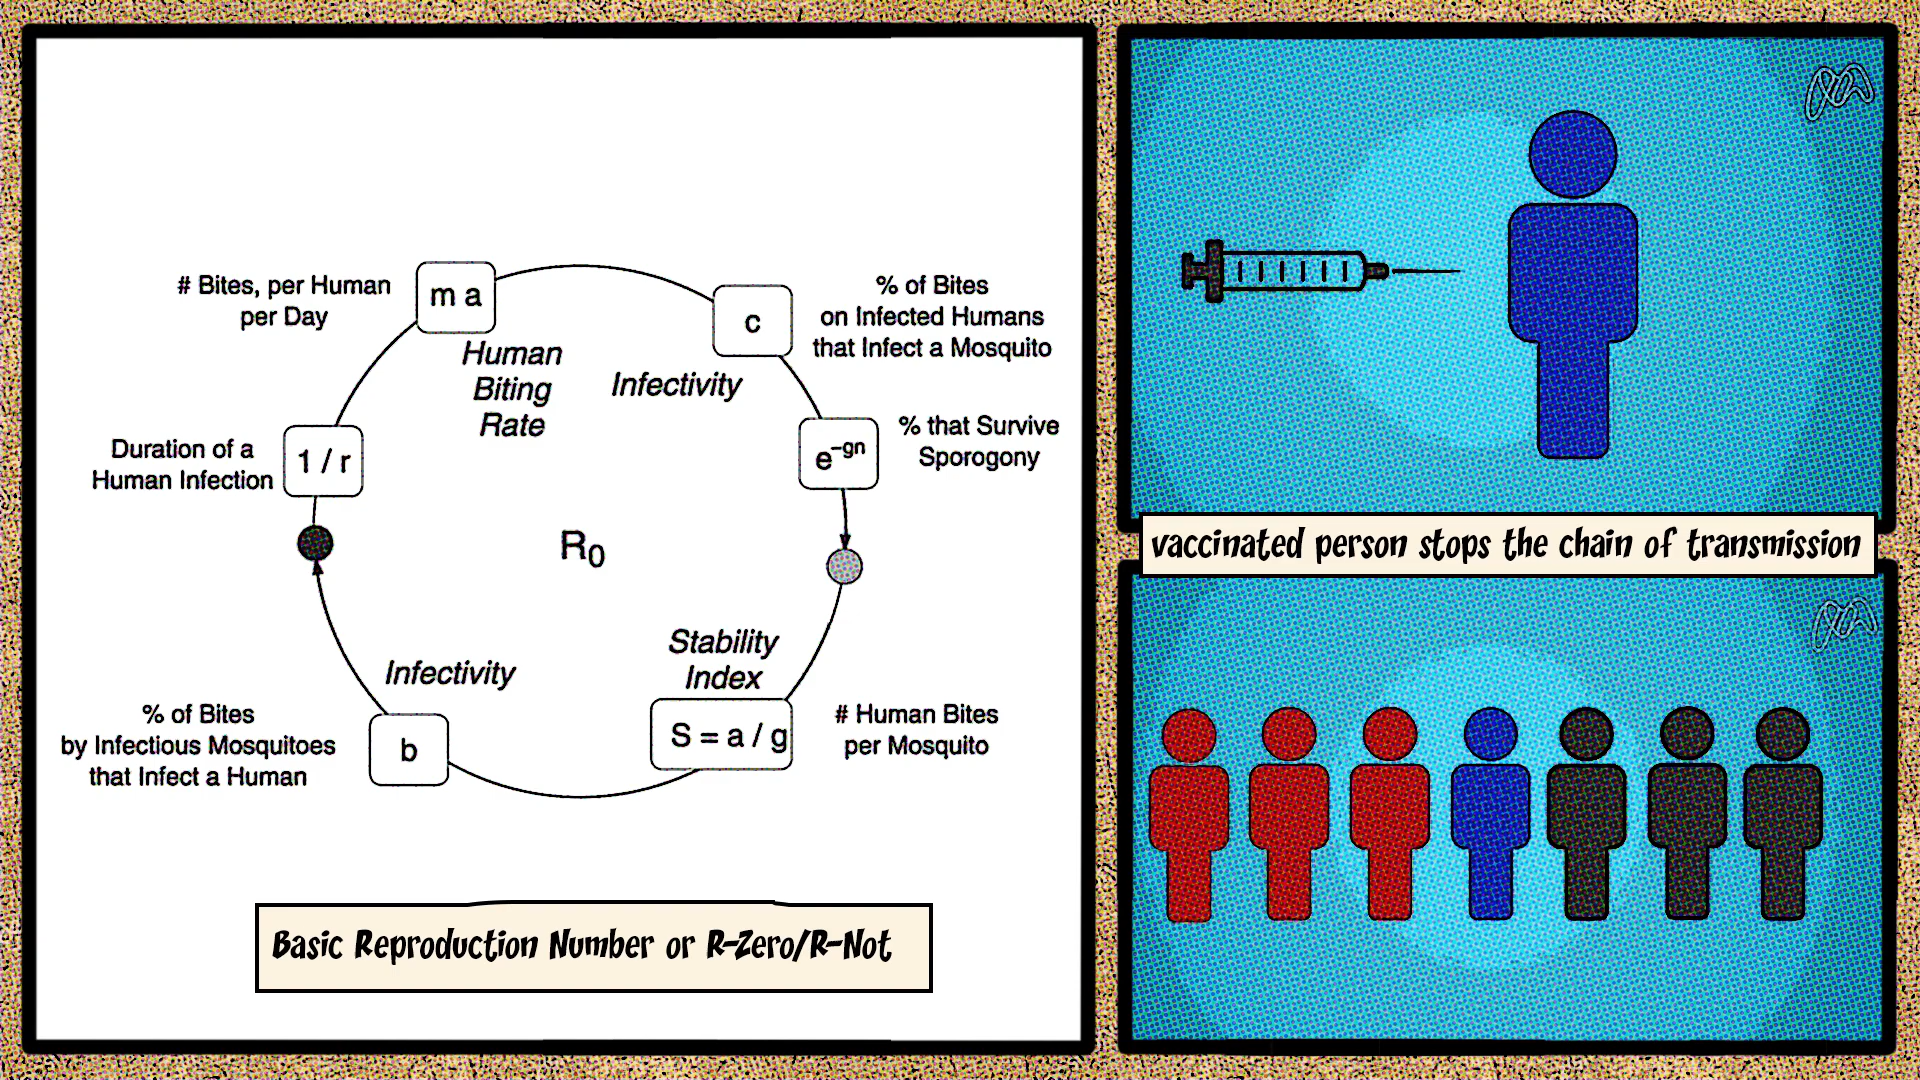 # Bites, per Human
per Day
m a
Human
Biting
Rate
c
Infectivity
% of Bites
on Infected Humans
that Infect a Mosquito
Duration of a
Human Infection
1 / r
e⁻ᵍⁿ
% that Survive
Sporogony
R₀
Stability
Index
S = a / g
# Human Bites
per Mosquito
Infectivity
b
% of Bites
by Infectious Mosquitoes
that Infect a Human
Basic Reproduction Number or R-Zero/R-Not
vaccinated person stops the chain of transmission